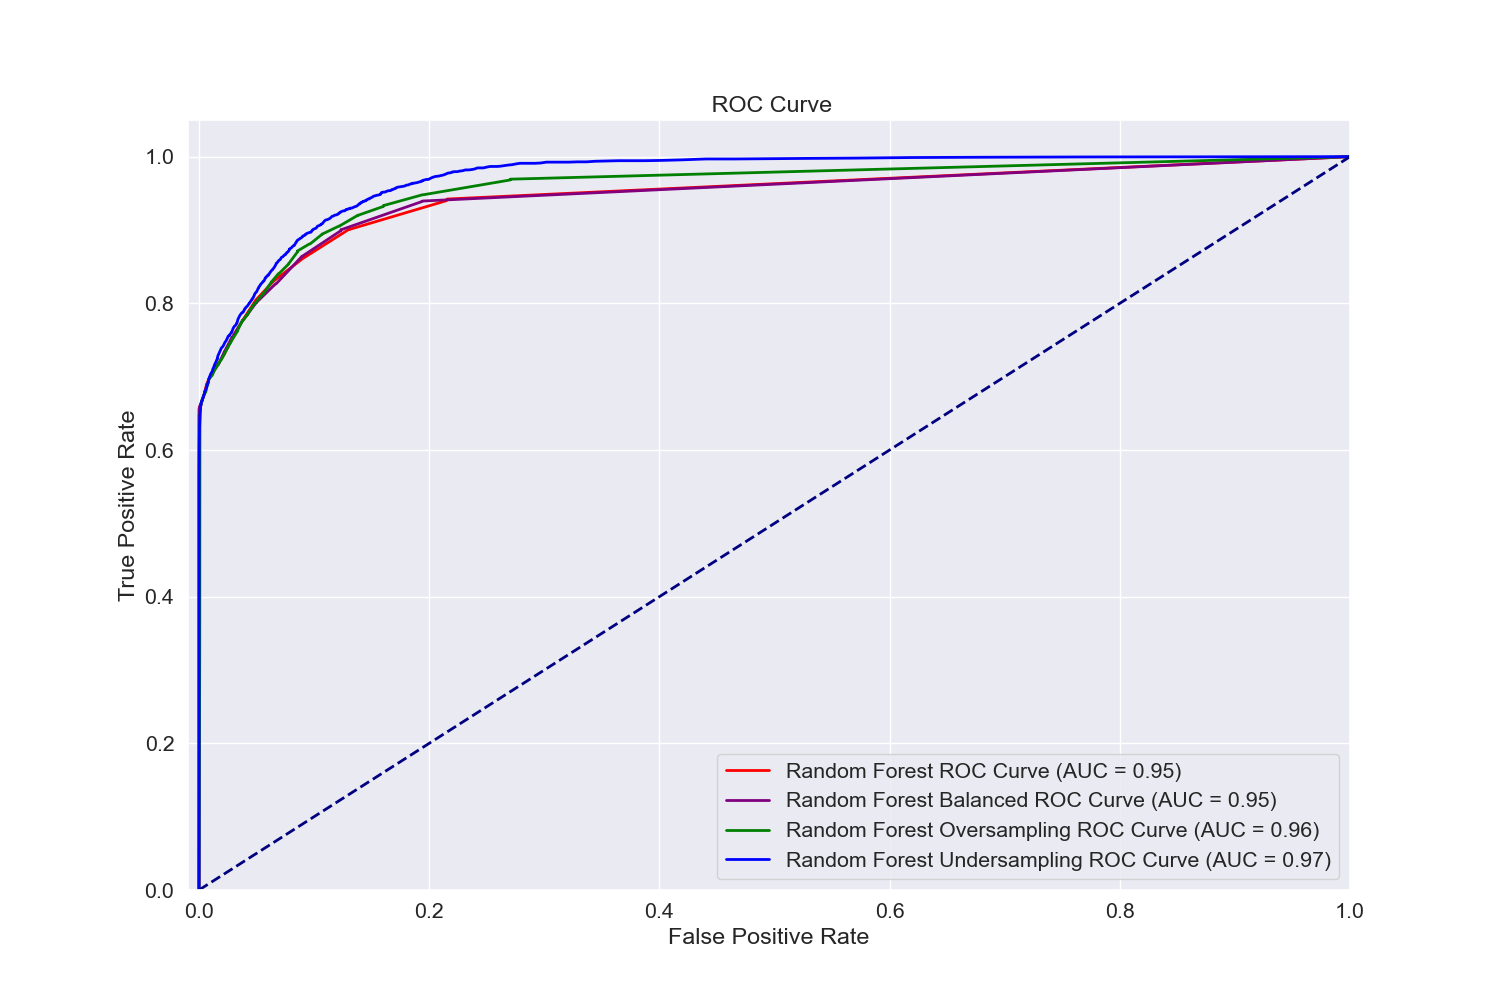 ROC Curve
1.0
0.8
0.6
0.4
0.2
0.0
True Positive Rate
0.0 0.2 0.4 0.6 0.8 1.0
False Positive Rate
Random Forest ROC Curve (AUC = 0.95)
Random Forest Balanced ROC Curve (AUC = 0.95)
Random Forest Oversampling ROC Curve (AUC = 0.96)
Random Forest Undersampling ROC Curve (AUC = 0.97)